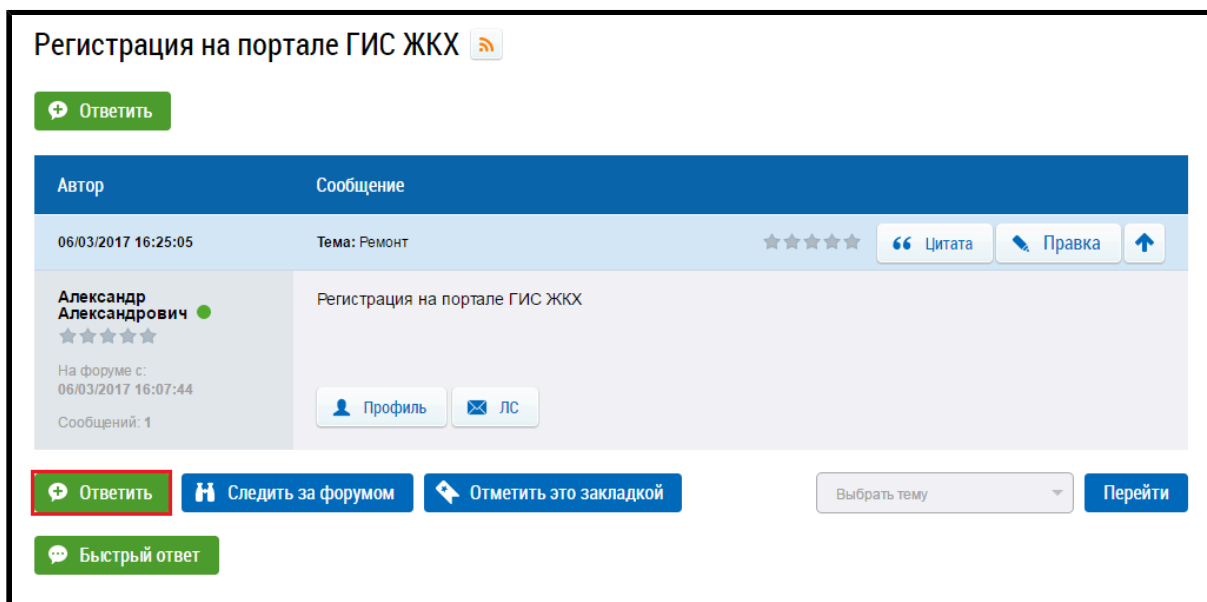 Регистрация на портале ГИС ЖКХ
Ответить
Автор Сообщение
06/03/2017 16:25:05 Тема: Ремонт Цитата Правка
Александр
Александрович
Регистрация на портале ГИС ЖКХ
На форуме с:
06/03/2017 16:07:44
Сообщений: 1
Профиль ЛС
Ответить Следить за форумом Отметить это закладкой Выбрать тему Перейти
Быстрый ответ